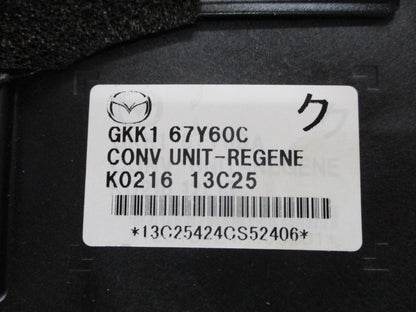 ク
GKK1 67Y60C
CONV UNIT-REGENE
K0216 13C25
*13C25424CS52406*